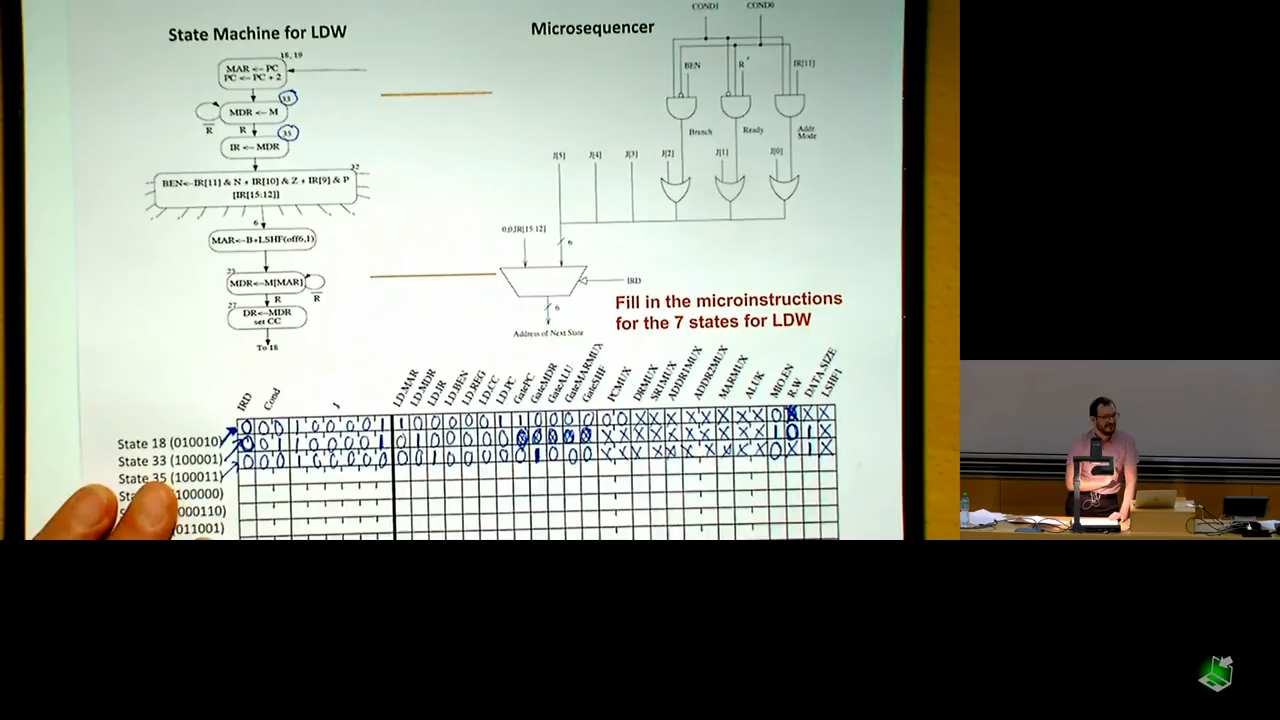 State Machine for LDW
18, 19
MAR <– PC
PC <– PC + 2
33
MDR <– M
R
R
35
IR <– MDR
32
BEN<–IR[11] & N + IR[10] & Z + IR[9] & P
[IR[15:12]]
6
MAR<–B+LSHF(off6,1)
25
MDR<–M[MAR]
R
R
27
DR<–MDR
set CC
To 18
Microsequencer
COND1 COND0
BEN R IR[11]
Branch Ready Addr.
Mode
J[5] J[4] J[3] J[2] J[1] J[0]
0,0,IR[15:12]
6
IRD
6
Address of Next State
Fill in the microinstructions
for the 7 states for LDW
IRD Cond J LD.MAR LD.MDR LD.IR LD.BEN LD.REG LD.CC LD.PC GatePC GateMDR GateALU GateMARMUX GateSHF PCMUX DRMUX SR1MUX ADDR1MUX ADDR2MUX MARMUX ALUK MIO.EN R.W DATA.SIZE LSHF1
State 18 (010010)
State 33 (100001)
State 35 (100011)
100000)
000110)
011001)